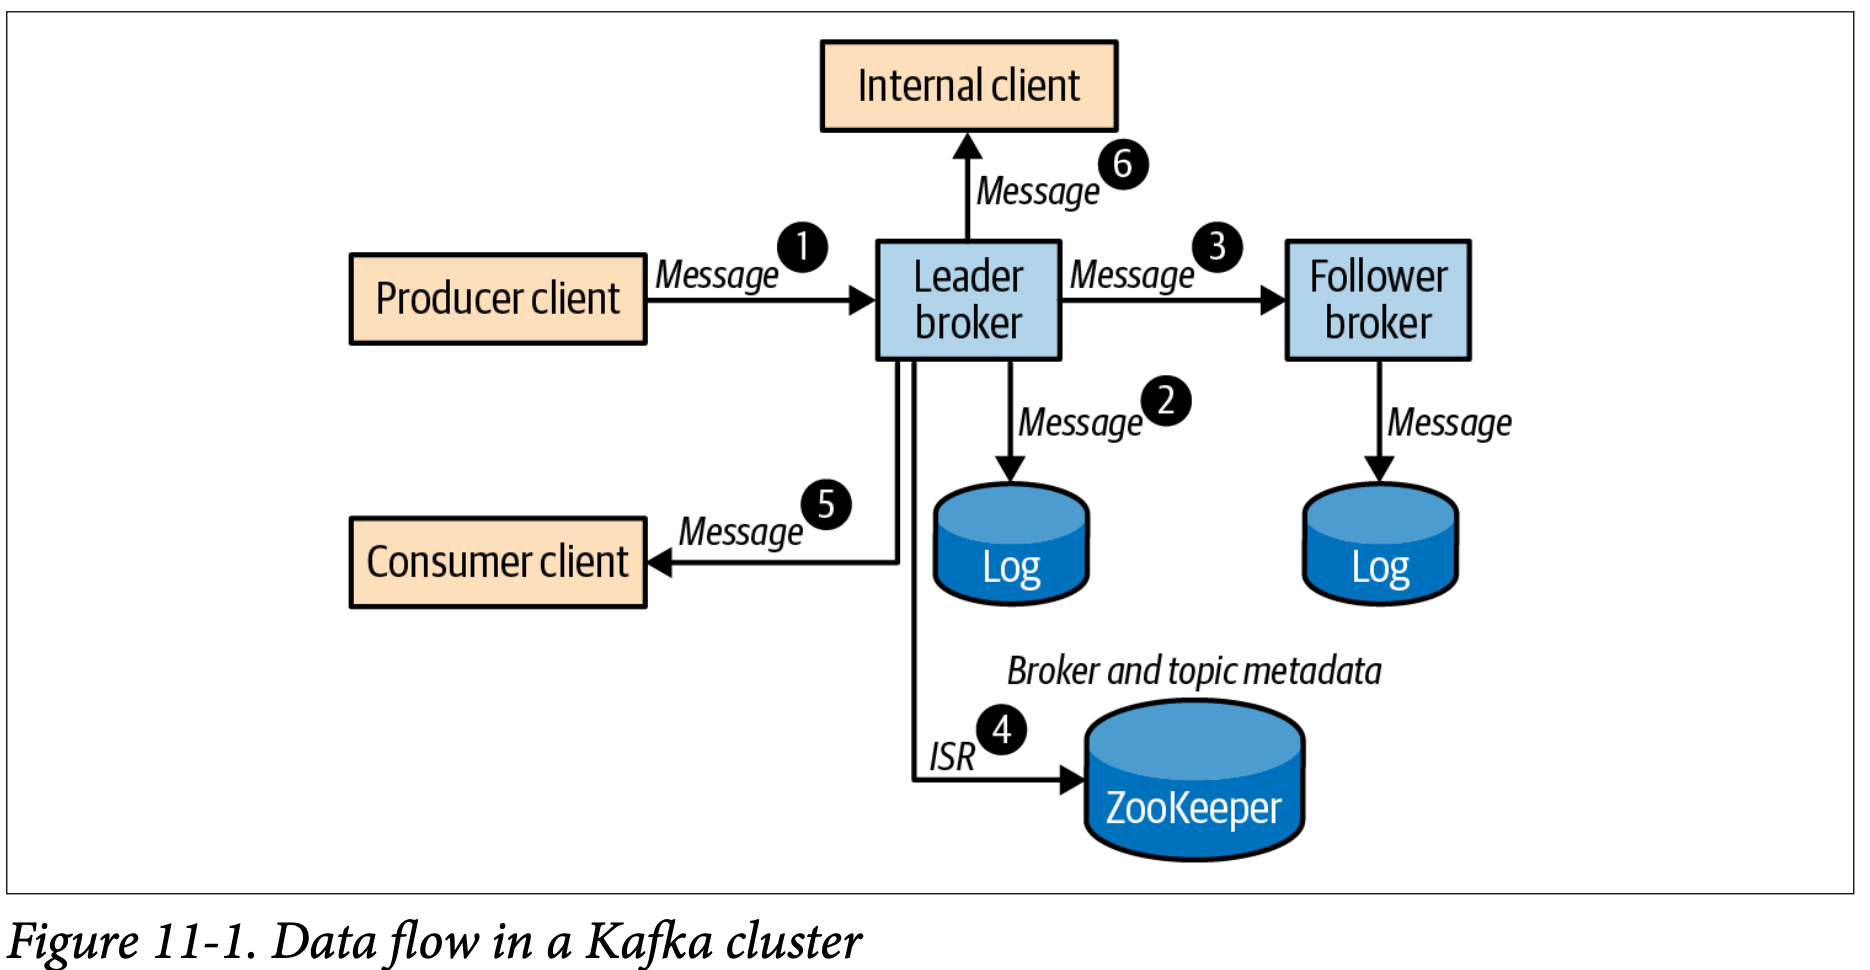 Internal client
Message 6
Producer client
Message 1
Leader
broker
Message 3
Follower
broker
Message 2
Message
Consumer client
Message 5
Log
Log
Broker and topic metadata
ISR 4
ZooKeeper
Figure 11-1. Data flow in a Kafka cluster